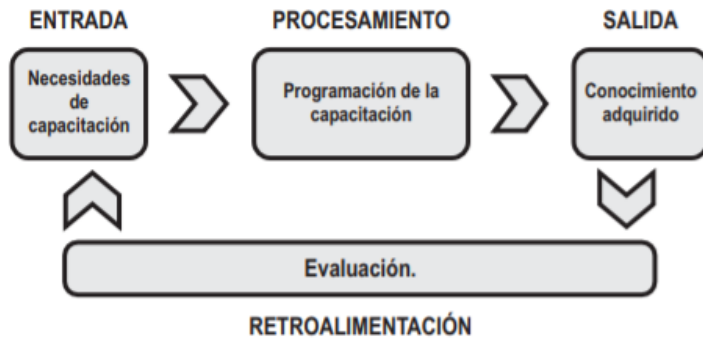 ENTRADA
PROCESAMIENTO
SALIDA
Necesidades
de
capacitación
Programación de la
capacitación
Conocimiento
adquirido
Evaluación.
RETROALIMENTACIÓN